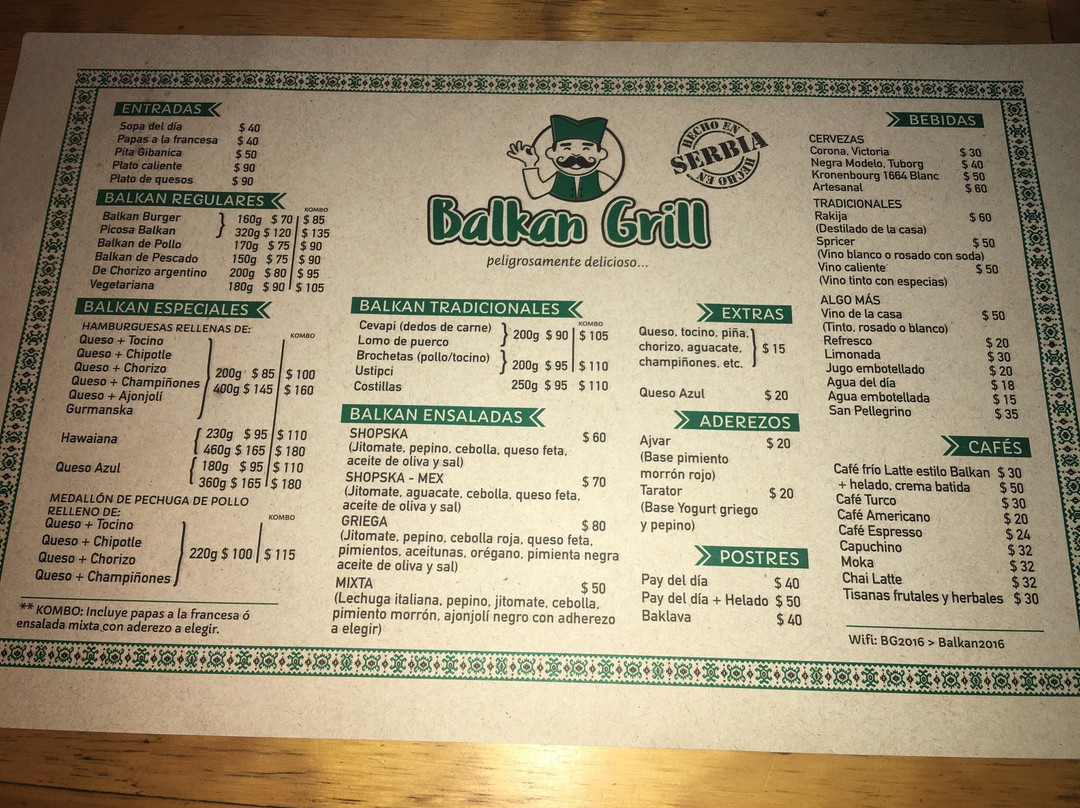 ENTRADAS
Sopa del día $ 40
Papas a la francesa $ 40
Pita Gibanica $ 50
Plato caliente $ 90
Plato de quesos $ 90
BALKAN REGULARES
KOMBO
Balkan Burger 160g $ 70 $ 85
Picosa Balkan 320g $ 120 $ 135
Balkan de Pollo 170g $ 75 $ 90
Balkan de Pescado 150g $ 75 $ 90
De Chorizo argentino 200g $ 80 $ 95
Vegetariana 180g $ 90 $ 105
BALKAN ESPECIALES
HAMBURGUESAS RELLENAS DE:
KOMBO
Queso + Tocino
Queso + Chipotle
Queso + Chorizo 200g $ 85 $ 100
Queso + Champiñones 400g $ 145 $ 160
Queso + Ajonjolí
Gurmanska
Hawaiana 230g $ 95 $ 110
460g $ 165 $ 180
Queso Azul 180g $ 95 $ 110
360g $ 165 $ 180
MEDALLÓN DE PECHUGA DE POLLO
RELLENO DE:
KOMBO
Queso + Tocino
Queso + Chipotle
Queso + Chorizo 220g $ 100 $ 115
Queso + Champiñones
** KOMBO: Incluye papas a la francesa ó
ensalada mixta con aderezo a elegir.
HECHO EN
SERBIA
HECHO EN
Balkan Grill
peligrosamente delicioso...
BALKAN TRADICIONALES
KOMBO
Cevapi (dedos de carne) 200g $ 90 $ 105
Lomo de puerco
Brochetas (pollo/tocino) 200g $ 95 $ 110
Ustipci
Costillas 250g $ 95 $ 110
BALKAN ENSALADAS
SHOPSKA $ 60
(Jitomate, pepino, cebolla, queso feta,
aceite de oliva y sal)
SHOPSKA - MEX $ 70
(Jitomate, aguacate, cebolla, queso feta,
aceite de oliva y sal)
GRIEGA $ 80
(Jitomate, pepino, cebolla roja, queso feta,
pimientos, aceitunas, orégano, pimienta negra
aceite de oliva y sal)
MIXTA $ 50
(Lechuga italiana, pepino, jitomate, cebolla,
pimiento morrón, ajonjolí negro con adherezo
a elegir)
EXTRAS
Queso, tocino, piña,
chorizo, aguacate, $ 15
champiñones, etc.
Queso Azul $ 20
ADEREZOS
Ajvar $ 20
(Base pimiento
morrón rojo)
Tarator $ 20
(Base Yogurt griego
y pepino)
POSTRES
Pay del día $ 40
Pay del día + Helado $ 50
Baklava $ 40
BEBIDAS
CERVEZAS
Corona, Victoria $ 30
Negra Modelo, Tuborg $ 40
Kronenbourg 1664 Blanc $ 50
Artesanal $ 60
TRADICIONALES
Rakija $ 60
(Destilado de la casa)
Spricer $ 50
(Vino blanco o rosado con soda)
Vino caliente $ 50
(Vino tinto con especias)
ALGO MÁS
Vino de la casa $ 50
(Tinto, rosado o blanco)
Refresco $ 20
Limonada $ 30
Jugo embotellado $ 20
Agua del día $ 18
Agua embotellada $ 15
San Pellegrino $ 35
CAFÉS
Café frío Latte estilo Balkan $ 30
+ helado, crema batida $ 50
Café Turco $ 30
Café Americano $ 20
Café Espresso $ 24
Capuchino $ 32
Moka $ 32
Chai Latte $ 32
Tisanas frutales y herbales $ 30
Wifi: BG2016 > Balkan2016